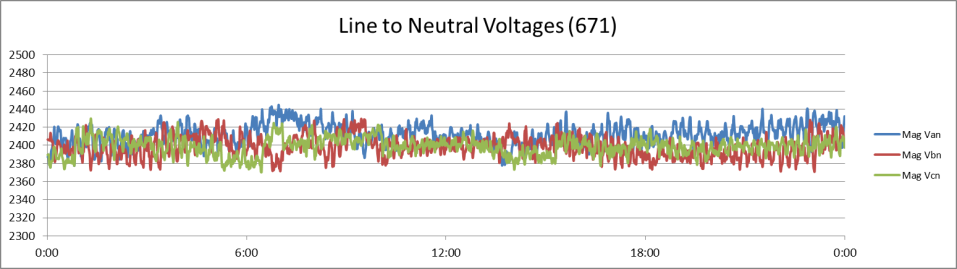 Line to Neutral Voltages (671)
2500
2480
2460
2440
2420
2400
2380
2360
2340
2320
2300
0:00 6:00 12:00 18:00 0:00
Mag Van
Mag Vbn
Mag Vcn